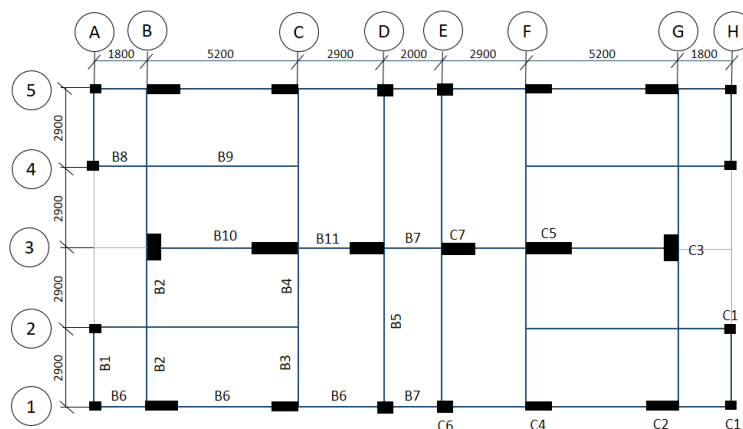 A B C D E F G H
1800 5200 2900 2000 2900 5200 1800
5
2900
4
B8 B9
2900
3
B10 B11 B7 C7 C5
C3
B2 B4
2900
2
C1
B5
2900
B1 B2 B3
B6 B6 B6 B7
1
C6 C4 C2 C1